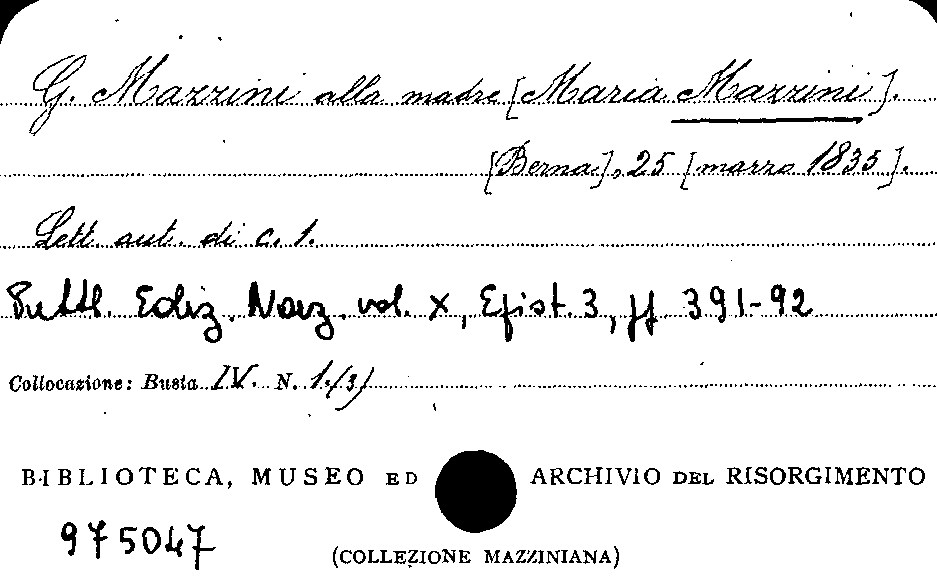 G. Mazzini alla madre [Maria Mazzini].
[Berna], 25 [marzo 1835].
Lett. aut. di c. 1.
Pubbl. Ediz. Naz. vol. X, Epist. 3, pp 391-92
Collocazione: Busta IV. N. 1.(3)
BIBLIOTECA, MUSEO ED ARCHIVIO DEL RISORGIMENTO
975047
(COLLEZIONE MAZZINIANA)